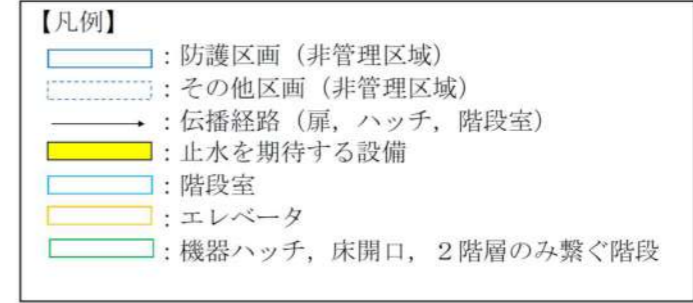 【凡例】
：防護区画（非管理区域）
：その他区画（非管理区域）
：伝播経路（扉，ハッチ，階段室）
：止水を期待する設備
：階段室
：エレベータ
：機器ハッチ，床開口，２階層のみ繋ぐ階段